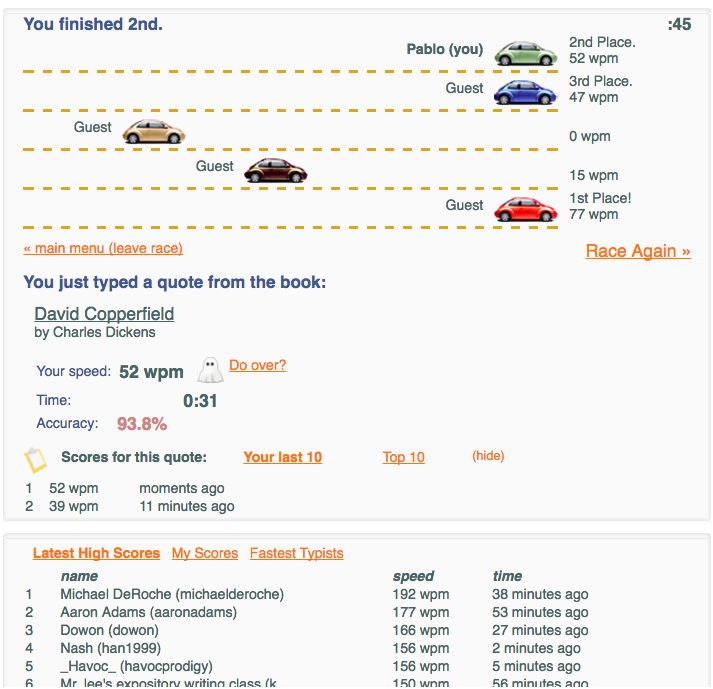 You finished 2nd.
:45
Pablo (you)
2nd Place.
52 wpm
Guest
3rd Place.
47 wpm
Guest
0 wpm
Guest
15 wpm
Guest
1st Place!
77 wpm
« main menu (leave race)
Race Again »
You just typed a quote from the book:
David Copperfield
by Charles Dickens
Your speed: 52 wpm Do over?
Time: 0:31
Accuracy: 93.8%
Scores for this quote: Your last 10 Top 10 (hide)
1 52 wpm moments ago
2 39 wpm 11 minutes ago
Latest High Scores My Scores Fastest Typists
name speed time
1 Michael DeRoche (michaelderoche) 192 wpm 38 minutes ago
2 Aaron Adams (aaronadams) 177 wpm 53 minutes ago
3 Dowon (dowon) 166 wpm 27 minutes ago
4 Nash (han1999) 156 wpm 2 minutes ago
5 _Havoc_ (havocprodigy) 156 wpm 5 minutes ago
6 Mr. lee's expository writing class (k 150 wpm 56 minutes ago